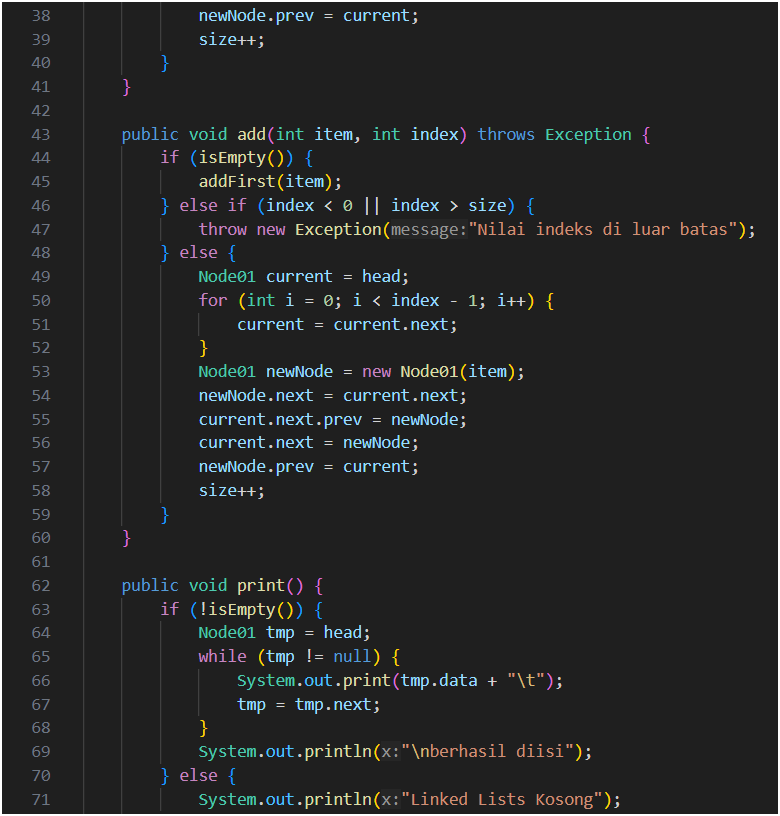 38 newNode.prev = current;
39 size++;
40 }
41 }
42
43 public void add(int item, int index) throws Exception {
44 if (isEmpty()) {
45 addFirst(item);
46 } else if (index < 0 || index > size) {
47 throw new Exception(message:"Nilai indeks di luar batas");
48 } else {
49 Node01 current = head;
50 for (int i = 0; i < index - 1; i++) {
51 current = current.next;
52 }
53 Node01 newNode = new Node01(item);
54 newNode.next = current.next;
55 current.next.prev = newNode;
56 current.next = newNode;
57 newNode.prev = current;
58 size++;
59 }
60 }
61
62 public void print() {
63 if (!isEmpty()) {
64 Node01 tmp = head;
65 while (tmp != null) {
66 System.out.print(tmp.data + "\t");
67 tmp = tmp.next;
68 }
69 System.out.println(x:"\nberhasil diisi");
70 } else {
71 System.out.println(x:"Linked Lists Kosong");